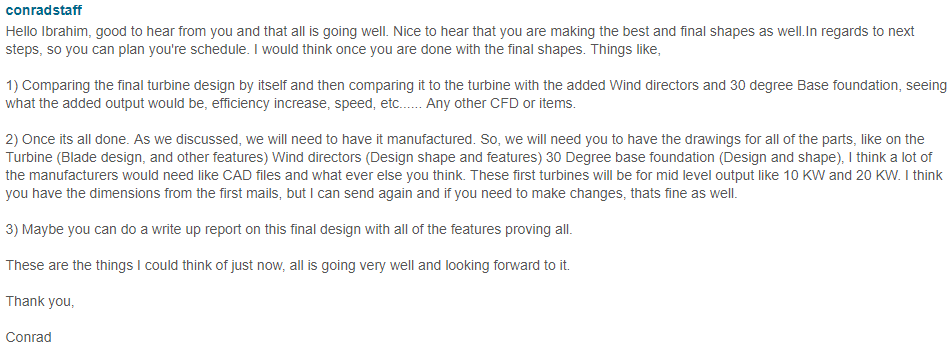 conradstaff
Hello Ibrahim, good to hear from you and that all is going well. Nice to hear that you are making the best and final shapes as well.In regards to next
steps, so you can plan you're schedule. I would think once you are done with the final shapes. Things like,
1) Comparing the final turbine design by itself and then comparing it to the turbine with the added Wind directors and 30 degree Base foundation, seeing
what the added output would be, efficiency increase, speed, etc...... Any other CFD or items.
2) Once its all done. As we discussed, we will need to have it manufactured. So, we will need you to have the drawings for all of the parts, like on the
Turbine (Blade design, and other features) Wind directors (Design shape and features) 30 Degree base foundation (Design and shape), I think a lot of
the manufacturers would need like CAD files and what ever else you think. These first turbines will be for mid level output like 10 KW and 20 KW. I think
you have the dimensions from the first mails, but I can send again and if you need to make changes, thats fine as well.
3) Maybe you can do a write up report on this final design with all of the features proving all.
These are the things I could think of just now, all is going very well and looking forward to it.
Thank you,
Conrad